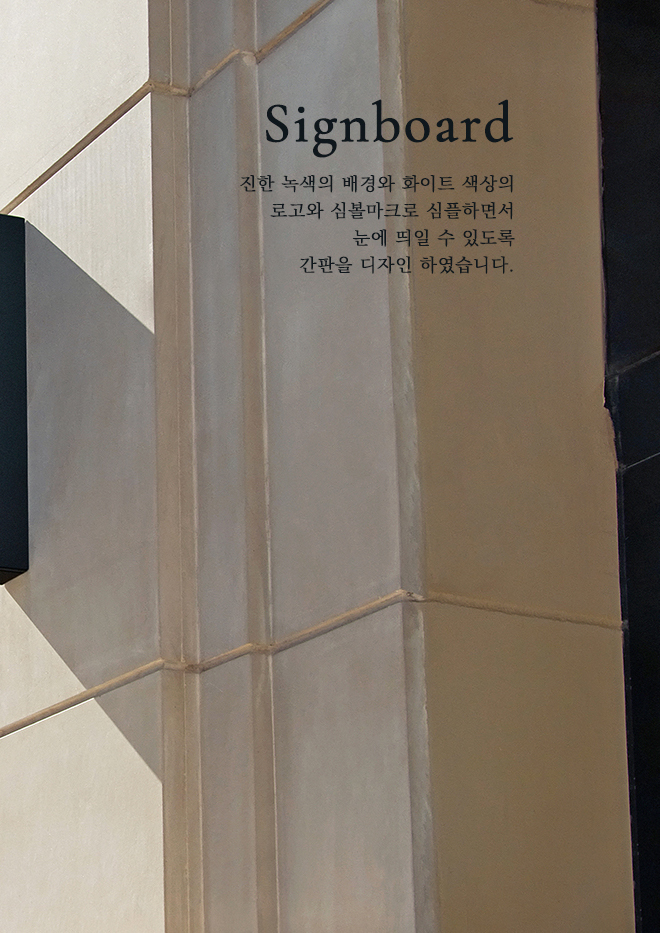 Signboard
진한 녹색의 배경와 화이트 색상의
로고와 심볼마크로 심플하면서
눈에 띄일 수 있도록
간판을 디자인 하였습니다.